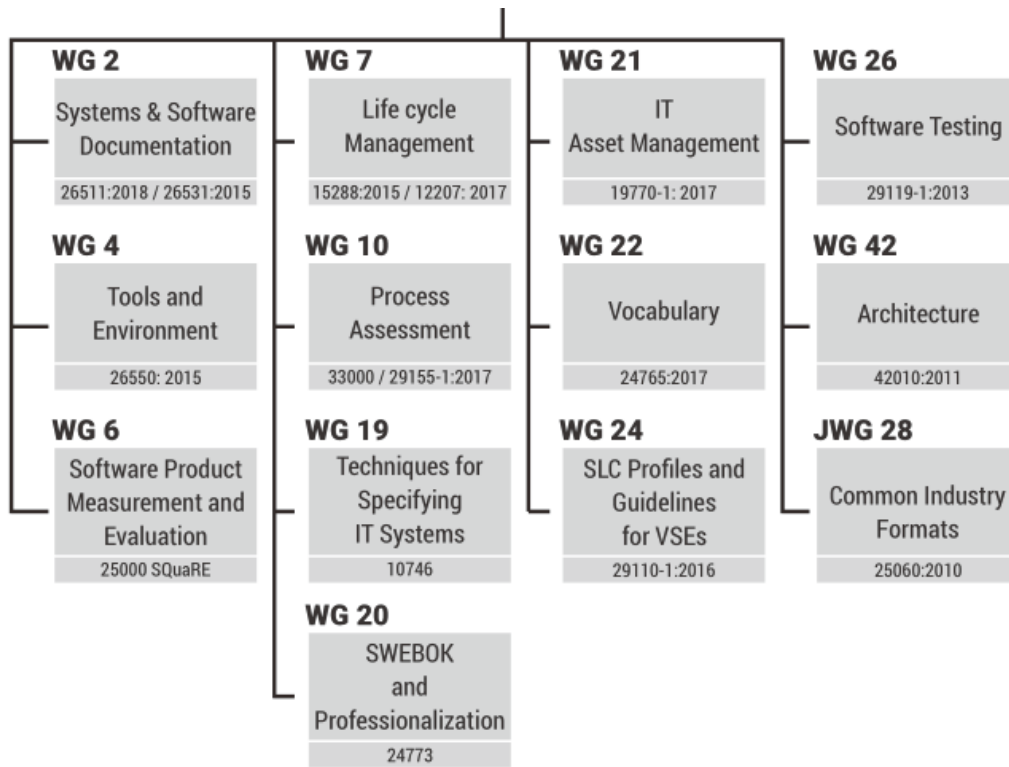 WG 2
Systems & Software
Documentation
26511:2018 / 26531:2015
WG 4
Tools and
Environment
26550: 2015
WG 6
Software Product
Measurement and
Evaluation
25000 SQuaRE
WG 7
Life cycle
Management
15288:2015 / 12207: 2017
WG 10
Process
Assessment
33000 / 29155-1:2017
WG 19
Techniques for
Specifying
IT Systems
10746
WG 20
SWEBOK
and
Professionalization
24773
WG 21
IT
Asset Management
19770-1: 2017
WG 22
Vocabulary
24765:2017
WG 24
SLC Profiles and
Guidelines
for VSEs
29110-1:2016
WG 26
Software Testing
29119-1:2013
WG 42
Architecture
42010:2011
JWG 28
Common Industry
Formats
25060:2010